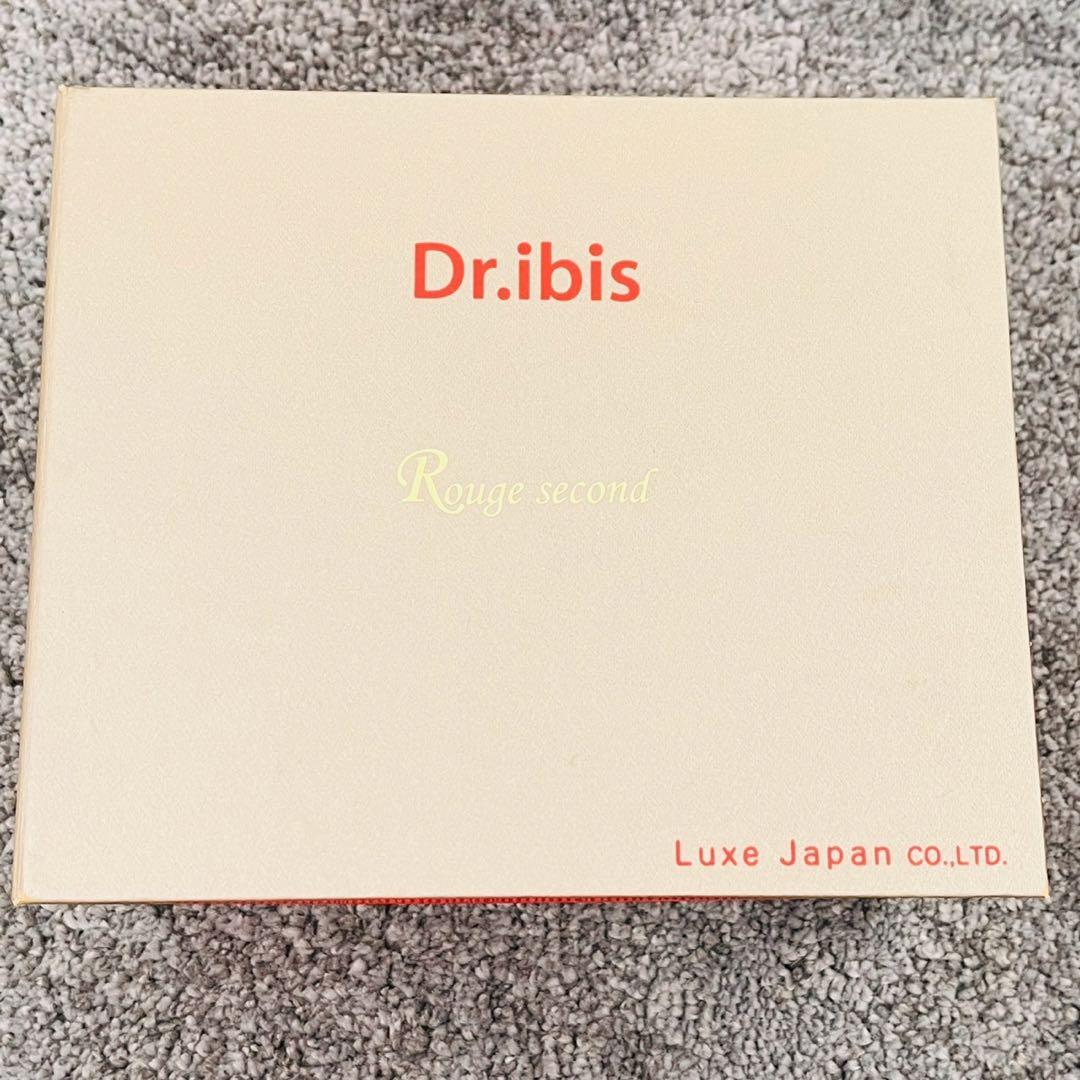 Dr.ibis
Rouge second
Luxe Japan CO.,LTD.